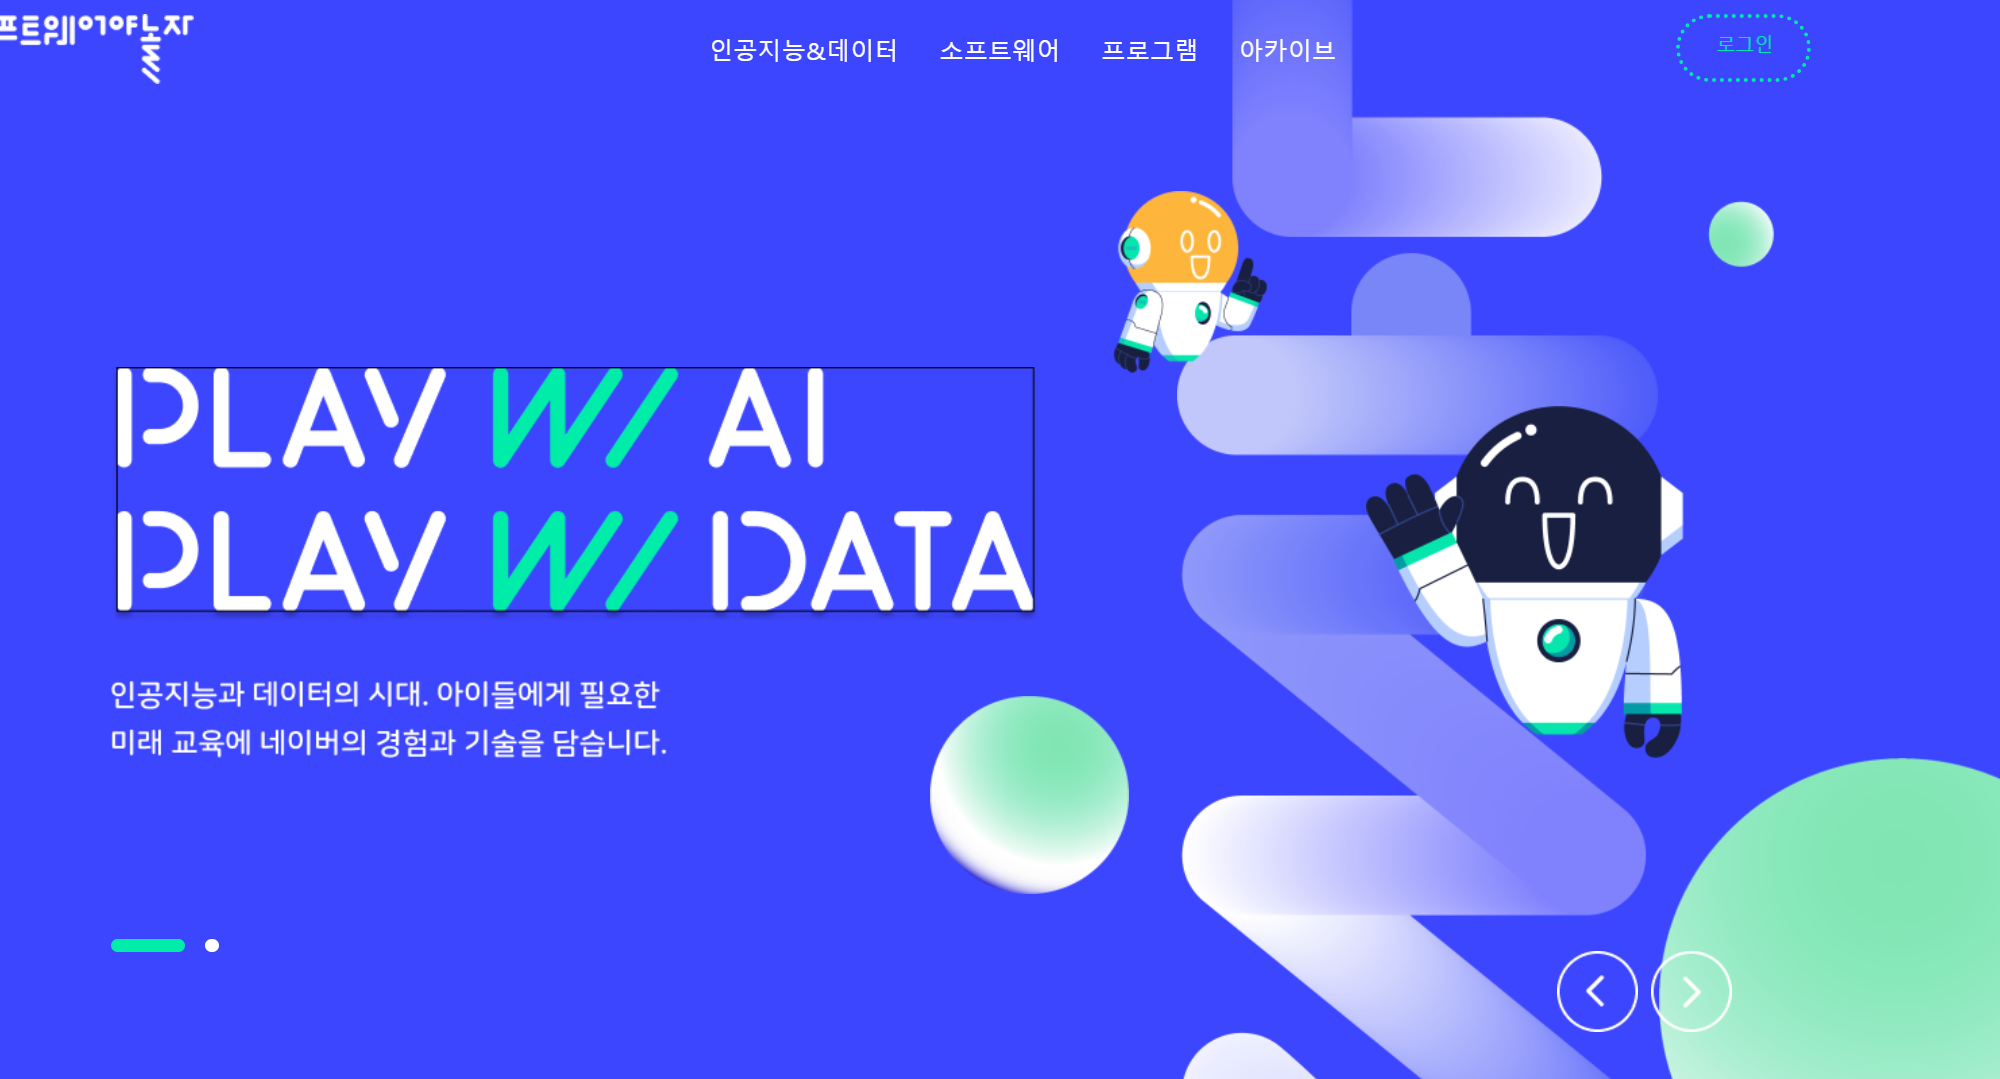 프트웨어야놀자
인공지능&데이터 소프트웨어 프로그램 아카이브
로그인
PLAY W/ AI
PLAY W/ DATA
인공지능과 데이터의 시대. 아이들에게 필요한
미래 교육에 네이버의 경험과 기술을 담습니다.